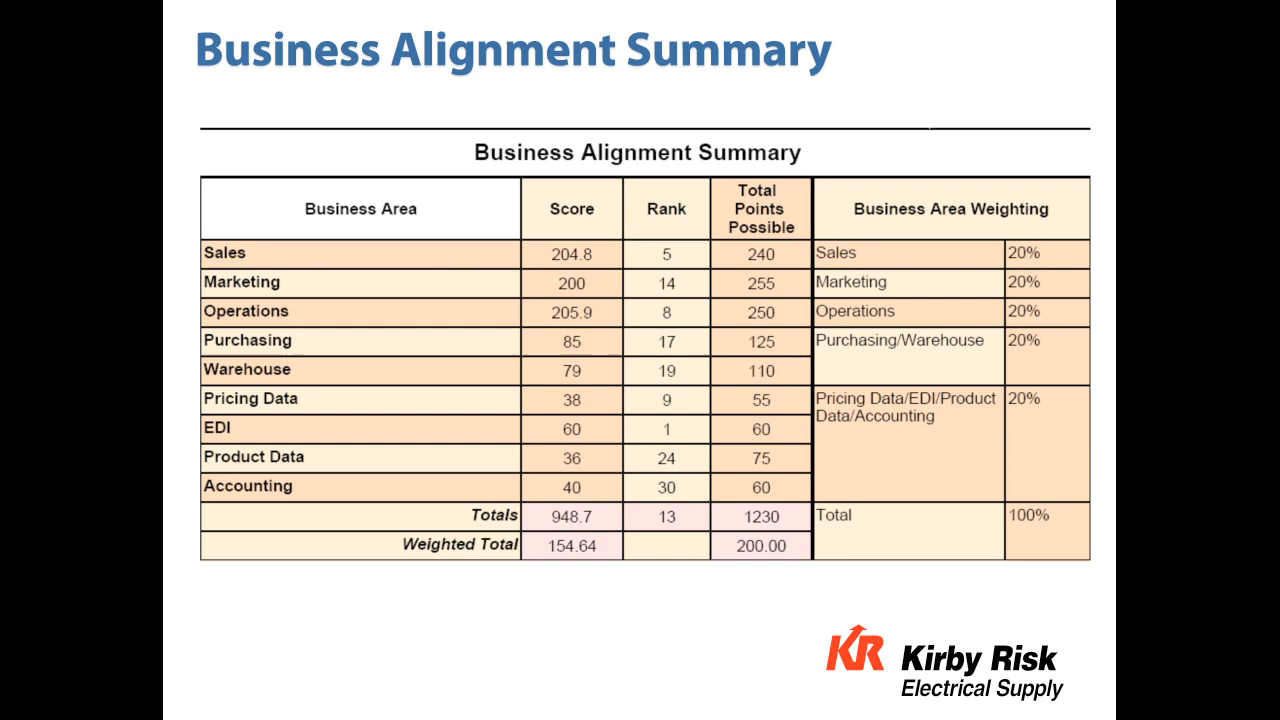 Business Alignment Summary
Business Alignment Summary
Business Area Score Rank Total Points Possible Business Area Weighting
Sales 204.8 5 240 Sales 20%
Marketing 200 14 255 Marketing 20%
Operations 205.9 8 250 Operations 20%
Purchasing 85 17 125 Purchasing/Warehouse 20%
Warehouse 79 19 110
Pricing Data 38 9 55 Pricing Data/EDI/Product Data/Accounting 20%
EDI 60 1 60
Product Data 36 24 75
Accounting 40 30 60
Totals 948.7 13 1230 Total 100%
Weighted Total 154.64 200.00
KR Kirby Risk
Electrical Supply